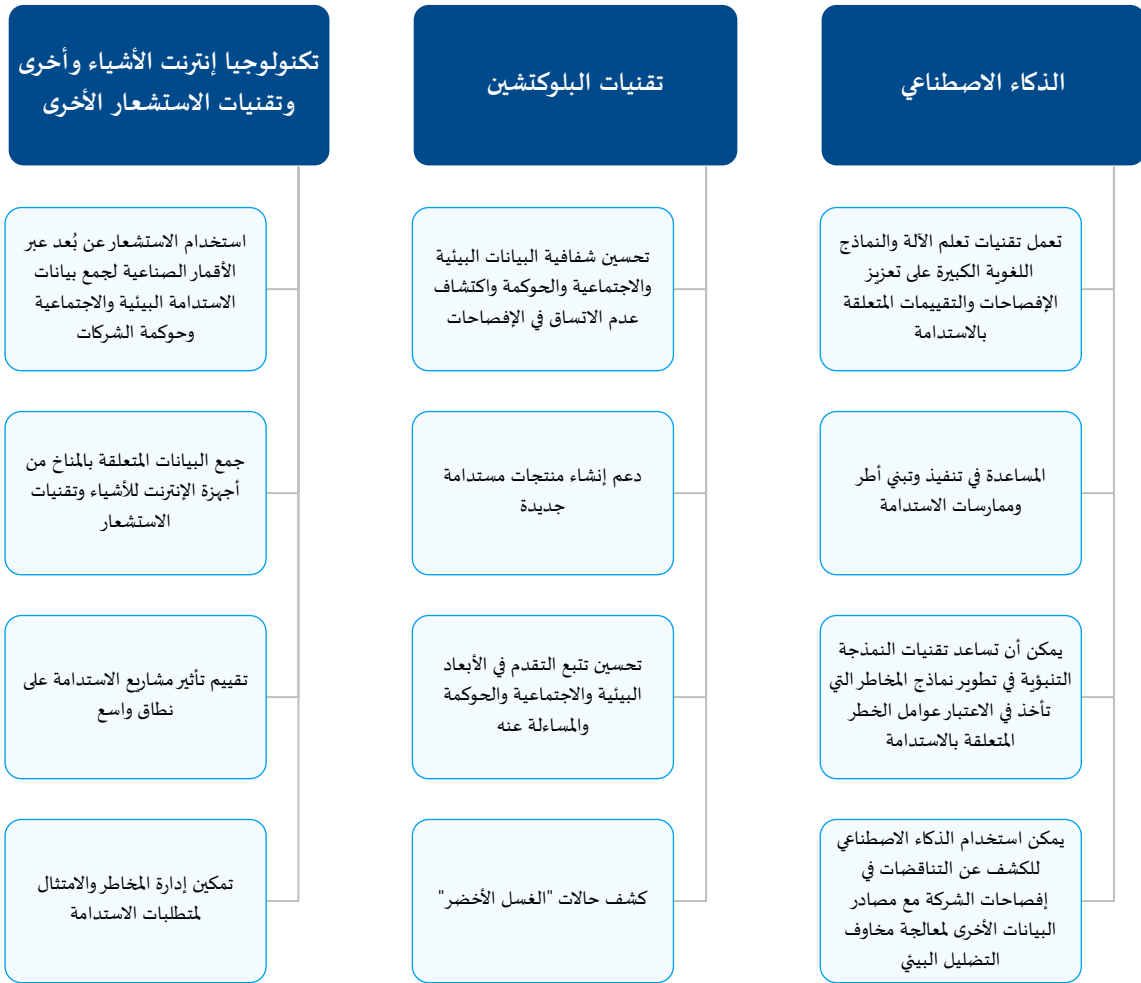 الذكاء الاصطناعي
تعمل تقنيات تعلم الآلة والنماذج
اللغوية الكبيرة على تعزيز
الإفصاحات والتقييمات المتعلقة
بالاستدامة
المساعدة في تنفيذ وتبني أطر
وممارسات الاستدامة
يمكن أن تساعد تقنيات النمذجة
التنبؤية في تطوير نماذج المخاطر التي
تأخذ في الاعتبار عوامل الخطر
المتعلقة بالاستدامة
يمكن استخدام الذكاء الاصطناعي
للكشف عن التناقضات في
إفصاحات الشركة مع مصادر
البيانات الأخرى لمعالجة مخاوف
التضليل البيئي
تقنيات البلوكتشين
تحسين شفافية البيانات البيئية
والاجتماعية والحوكمة واكتشاف
عدم الاتساق في الإفصاحات
دعم إنشاء منتجات مستدامة
جديدة
تحسين تتبع التقدم في الأبعاد
البيئية والاجتماعية والحوكمة
والمساءلة عنه
كشف حالات "الغسل الأخضر"
تكنولوجيا إنترنت الأشياء وأخرى
وتقنيات الاستشعار الأخرى
استخدام الاستشعار عن بُعد عبر
الأقمار الصناعية لجمع بيانات
الاستدامة البيئية والاجتماعية
وحوكمة الشركات
جمع البيانات المتعلقة بالمناخ من
أجهزة الإنترنت للأشياء وتقنيات
الاستشعار
تقييم تأثير مشاريع الاستدامة على
نطاق واسع
تمكين إدارة المخاطر والامتثال
لمتطلبات الاستدامة